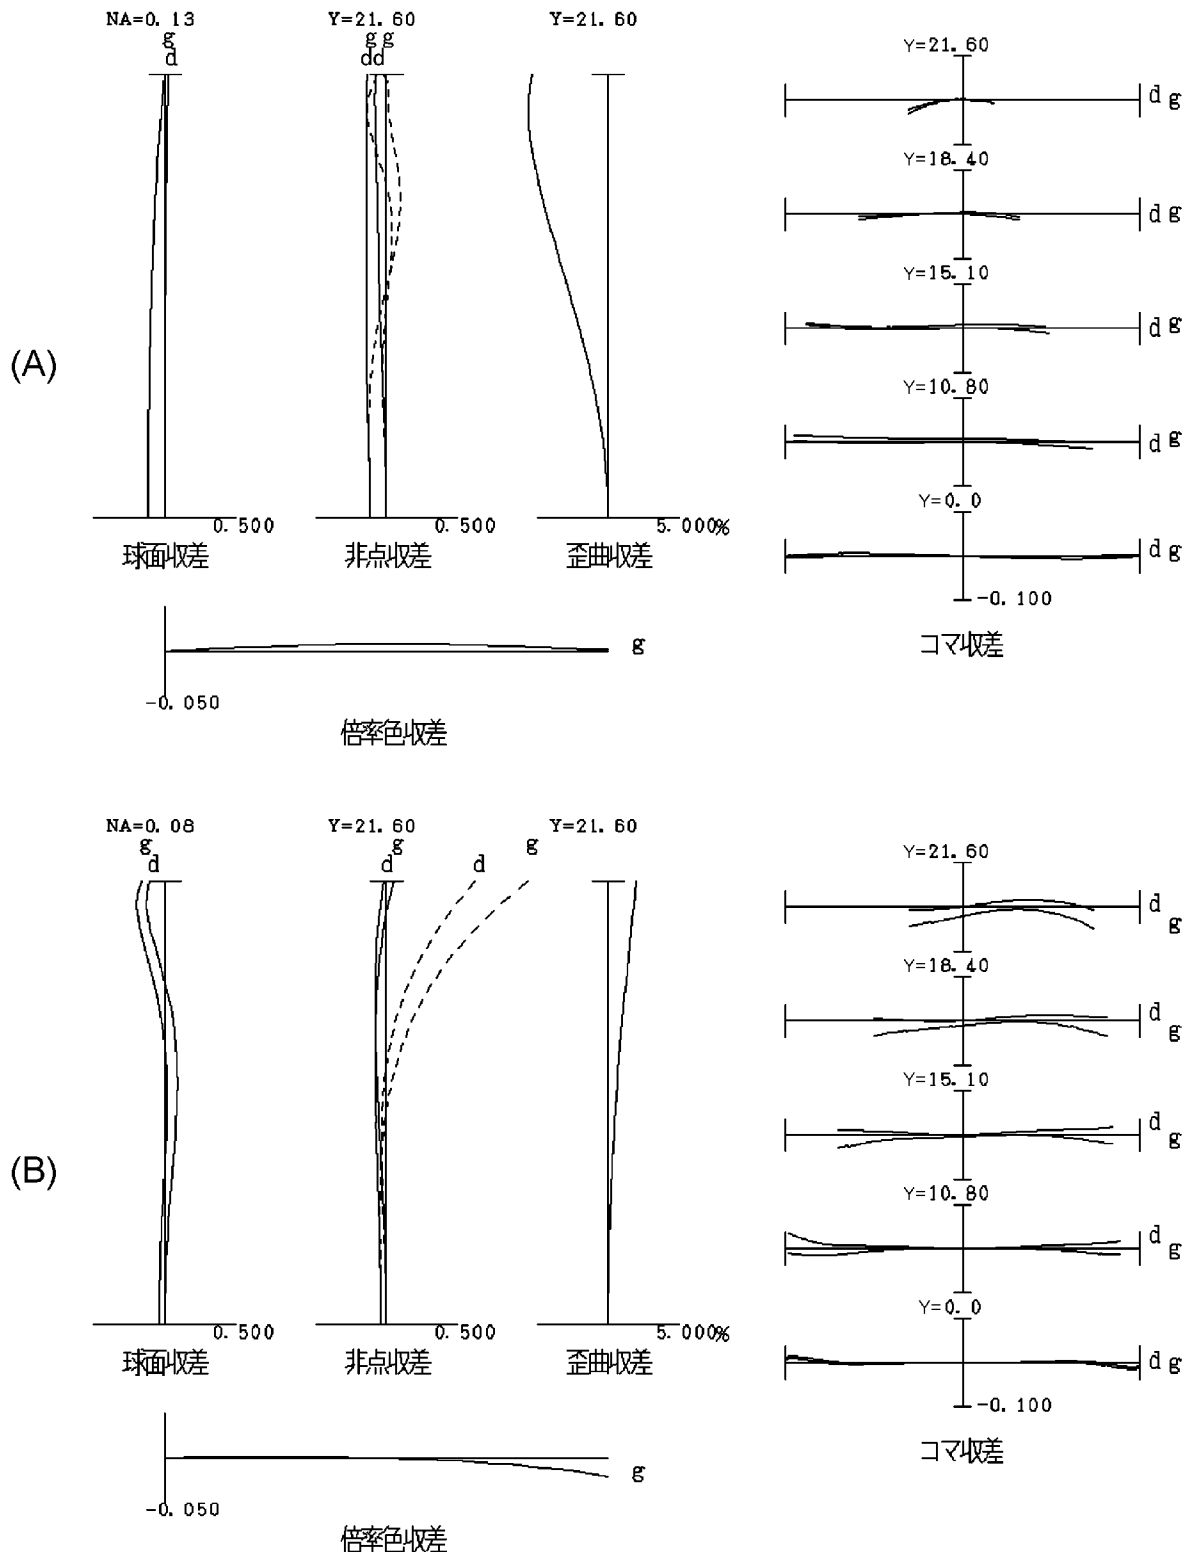 (A)
NA=0.13
g
d
0.500
球面収差
Y=21.60
g g
d d
0.500
非点収差
Y=21.60
5.000%
歪曲収差
-0.050
g
倍率色収差
Y=21.60
d g
Y=18.40
d g
Y=15.10
d g
Y=10.80
d g
Y=0.0
d g
-0.100
コマ収差
(B)
NA=0.08
g
d
0.500
球面収差
Y=21.60
g
d
d
g
0.500
非点収差
Y=21.60
5.000%
歪曲収差
-0.050
g
倍率色収差
Y=21.60
d
g
Y=18.40
d
g
Y=15.10
d
g
Y=10.80
d
g
Y=0.0
d g
-0.100
コマ収差